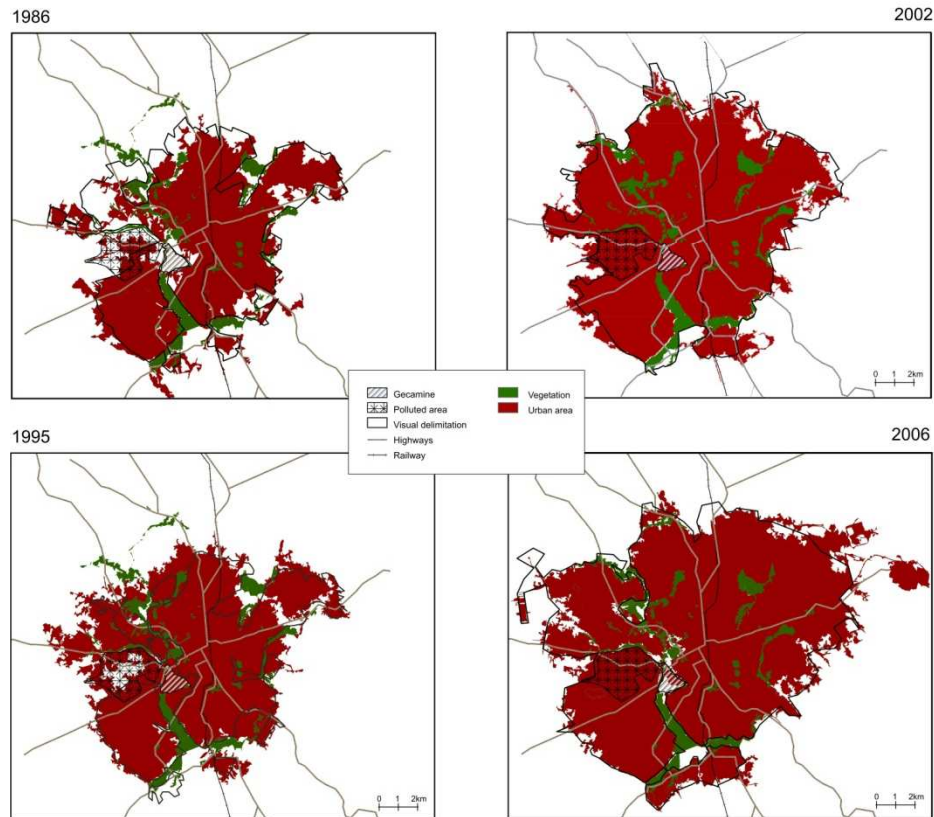 1986
2002
0 1 2km
Gecamine
Polluted area
Visual delimitation
Highways
Railway
Vegetation
Urban area
1995
2006
0 1 2km
0 1 2km